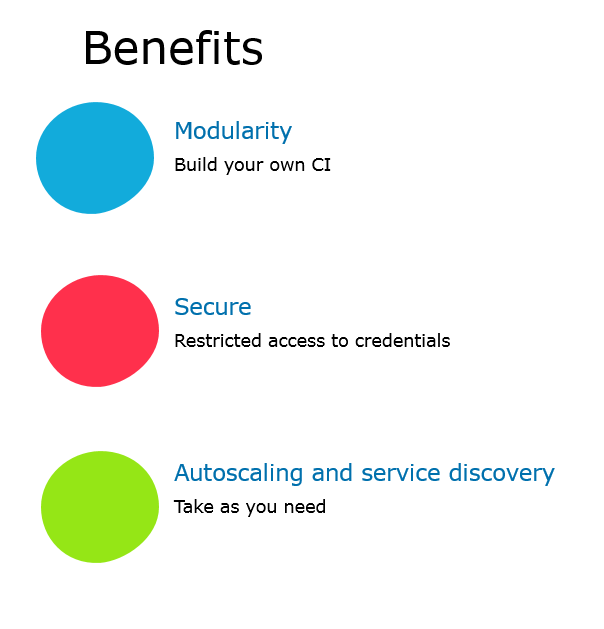 Benefits
Modularity
Build your own CI
Secure
Restricted access to credentials
Autoscaling and service discovery
Take as you need